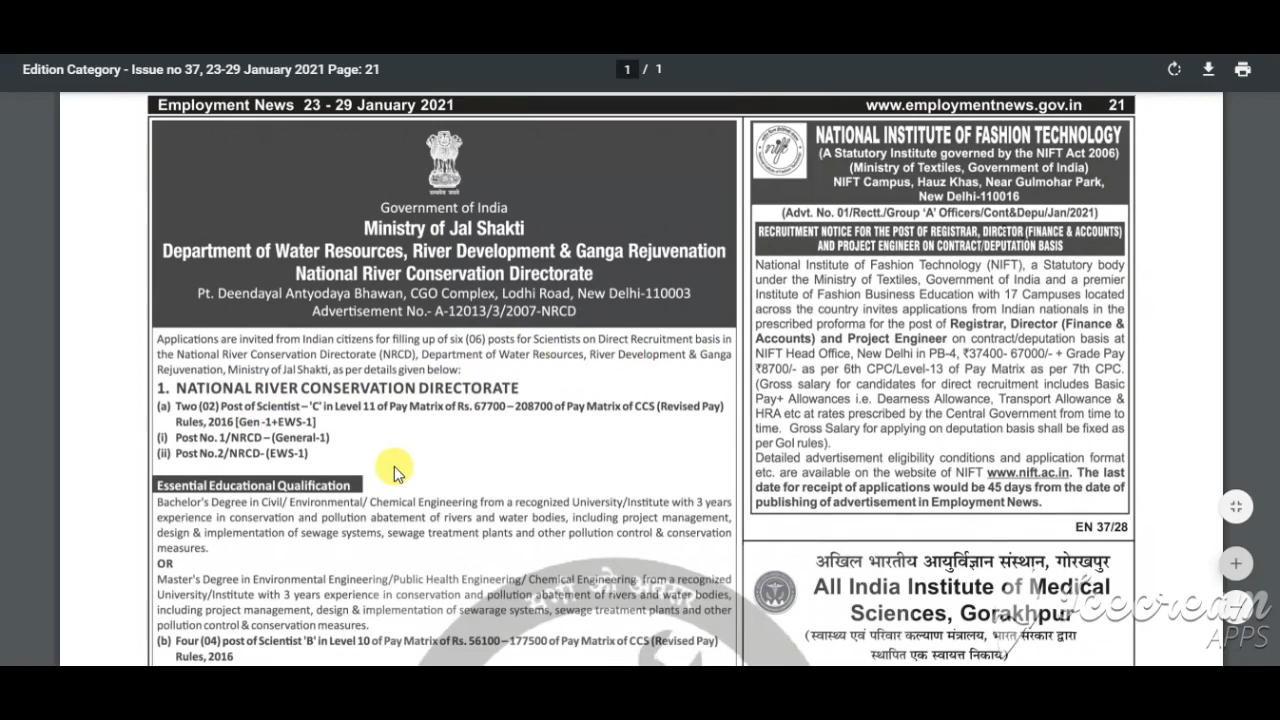 Edition Category - Issue no 37, 23-29 January 2021 Page: 21
1 / 1
Employment News 23 - 29 January 2021
www.employmentnews.gov.in 21
Government of India
Ministry of Jal Shakti
Department of Water Resources, River Development & Ganga Rejuvenation
National River Conservation Directorate
Pt. Deendayal Antyodaya Bhawan, CGO Complex, Lodhi Road, New Delhi-110003
Advertisement No.- A-12013/3/2007-NRCD
Applications are invited from Indian citizens for filling up of six (06) posts for Scientists on Direct Recruitment basis in
the National River Conservation Directorate (NRCD), Department of Water Resources, River Development & Ganga
Rejuvenation, Ministry of Jal Shakti, as per details given below:
1. NATIONAL RIVER CONSERVATION DIRECTORATE
(a) Two (02) Post of Scientist – 'C' in Level 11 of Pay Matrix of Rs. 67700 – 208700 of Pay Matrix of CCS (Revised Pay)
Rules, 2016 [Gen -1+EWS-1]
(i) Post No. 1/NRCD – (General-1)
(ii) Post No.2/NRCD- (EWS-1)
Essential Educational Qualification
Bachelor's Degree in Civil/ Environmental/ Chemical Engineering from a recognized University/Institute with 3 years
experience in conservation and pollution abatement of rivers and water bodies, including project management,
design & implementation of sewage systems, sewage treatment plants and other pollution control & conservation
measures.
OR
Master's Degree in Environmental Engineering/Public Health Engineering/ Chemical Engineering from a recognized
University/Institute with 3 years experience in conservation and pollution abatement of rivers and water bodies,
including project management, design & implementation of sewarage systems, sewage treatment plants and other
pollution control & conservation measures.
(b) Four (04) post of Scientist 'B' in Level 10 of Pay Matrix of Rs. 56100 – 177500 of Pay Matrix of CCS (Revised Pay)
Rules, 2016
nift
NATIONAL INSTITUTE OF FASHION TECHNOLOGY
(A Statutory Institute governed by the NIFT Act 2006)
(Ministry of Textiles, Government of India)
NIFT Campus, Hauz Khas, Near Gulmohar Park,
New Delhi-110016
(Advt. No. 01/Rectt./Group 'A' Officers/Cont&Depu/Jan/2021)
RECRUITMENT NOTICE FOR THE POST OF REGISTRAR, DIRCTOR (FINANCE & ACCOUNTS)
AND PROJECT ENGINEER ON CONTRACT/DEPUTATION BASIS
National Institute of Fashion Technology (NIFT), a Statutory body
under the Ministry of Textiles, Government of India and a premier
Institute of Fashion Business Education with 17 Campuses located
across the country invites applications from Indian nationals in the
prescribed proforma for the post of Registrar, Director (Finance &
Accounts) and Project Engineer on contract/deputation basis at
NIFT Head Office, New Delhi in PB-4, ₹37400- 67000/- + Grade Pay
₹8700/- as per 6th CPC/Level-13 of Pay Matrix as per 7th CPC.
(Gross salary for candidates for direct recruitment includes Basic
Pay+ Allowances i.e. Dearness Allowance, Transport Allowance &
HRA etc at rates prescribed by the Central Government from time to
time. Gross Salary for applying on deputation basis shall be fixed as
per GoI rules).
Detailed advertisement eligibility conditions and application format
etc. are available on the website of NIFT www.nift.ac.in. The last
date for receipt of applications would be 45 days from the date of
publishing of advertisement in Employment News.
EN 37/28
अखिल भारतीय आयुर्विज्ञान संस्थान, गोरखपुर
All India Institute of Medical
Sciences, Gorakhpur
(स्वास्थ्य एवं परिवार कल्याण मंत्रालय, भारत सरकार द्वारा
स्थापित एक स्वायत्त निकाय)
Icecream
APPS